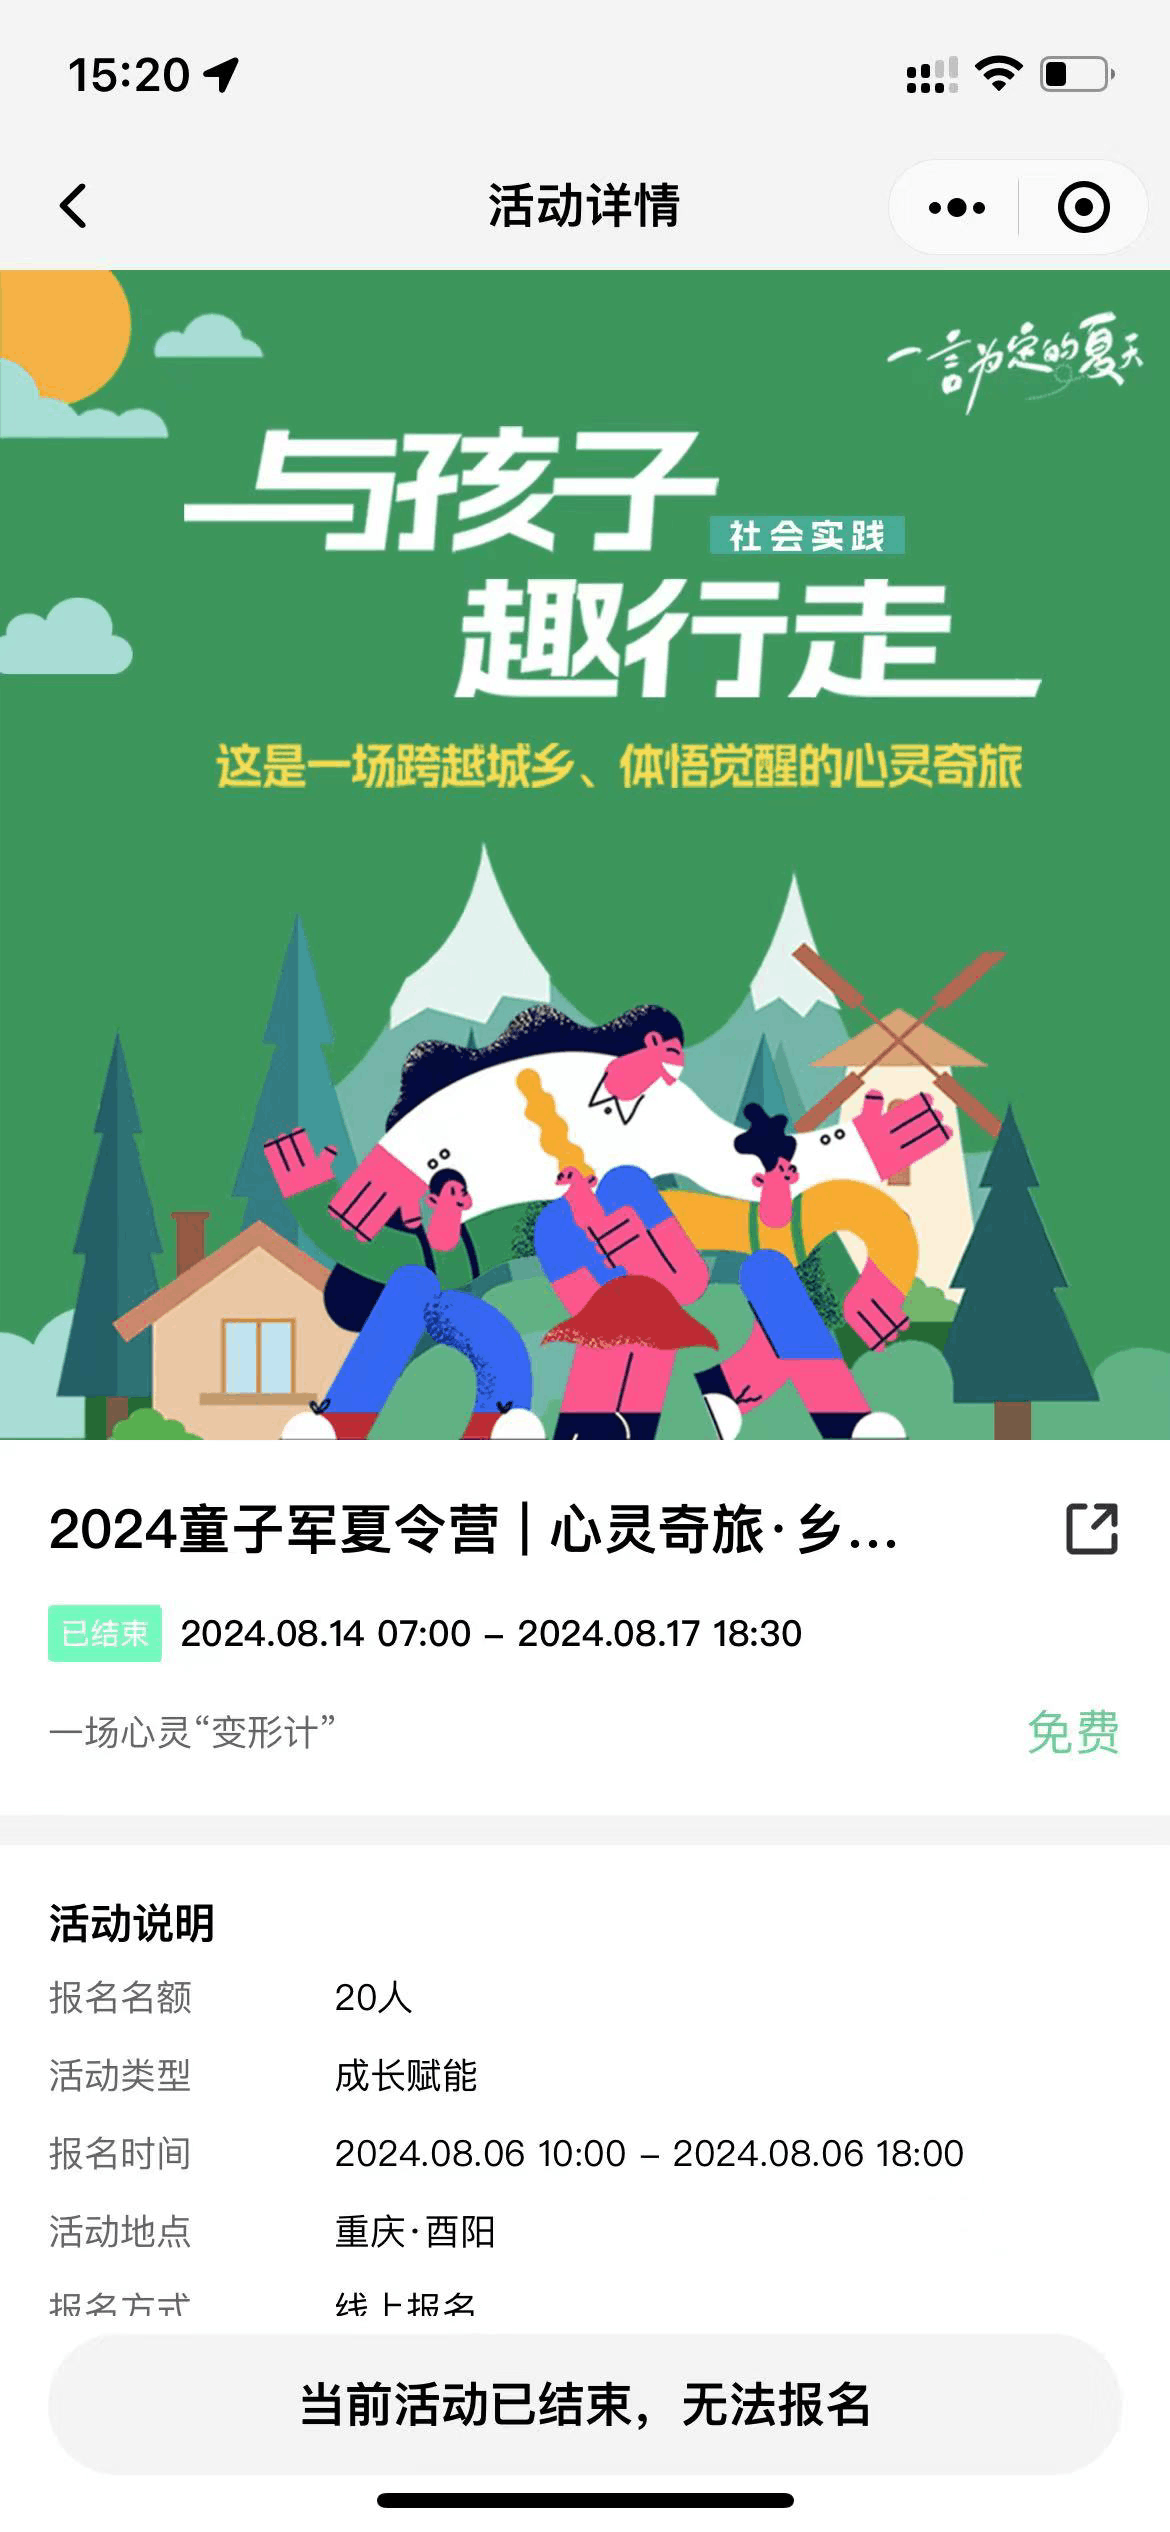 15:20
活动详情
一言为定的夏天
与孩子
社会实践
趣行走
这是一场跨越城乡、体悟觉醒的心灵奇旅
2024童子军夏令营 | 心灵奇旅·乡...
已结束 2024.08.14 07:00 – 2024.08.17 18:30
一场心灵“变形计” 免费
活动说明
报名名额 20人
活动类型 成长赋能
报名时间 2024.08.06 10:00 – 2024.08.06 18:00
活动地点 重庆·酉阳
报名方式 线上报名
当前活动已结束，无法报名